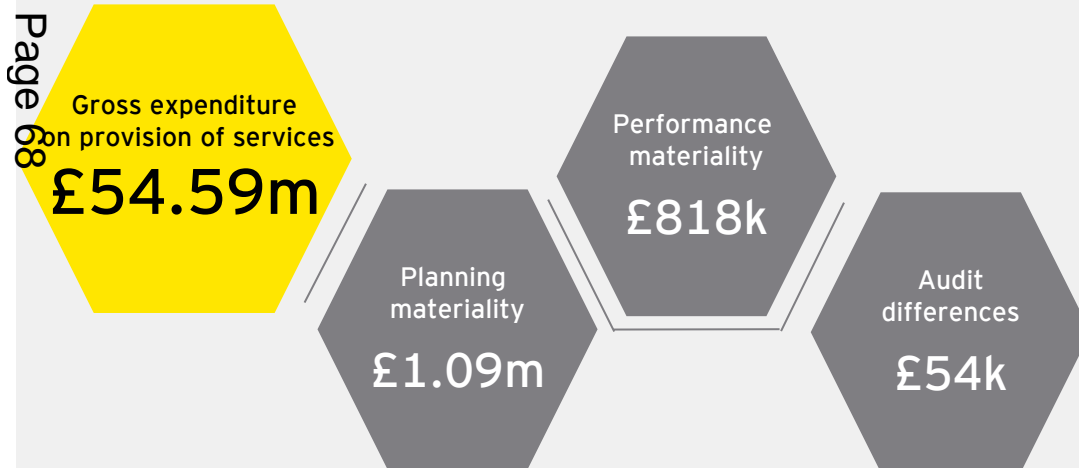 Page 68
Gross expenditure
on provision of services
£54.59m
Planning
materiality
£1.09m
Performance
materiality
£818k
Audit
differences
£54k